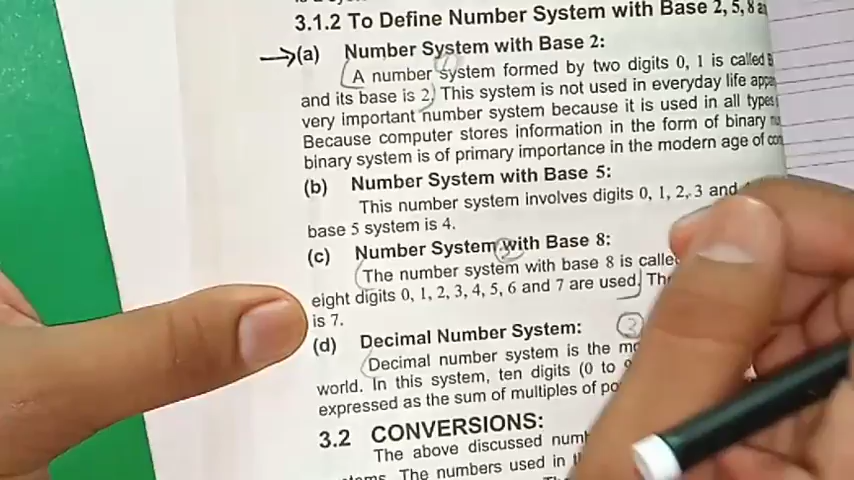 3.1.2 To Define Number System with Base 2, 5, 8
(a) Number System with Base 2:
A number system formed by two digits 0, 1 is called
and its base is 2. This system is not used in everyday life
very important number system because it is used in all types
Because computer stores information in the form of binary
binary system is of primary importance in the modern age of
(b) Number System with Base 5:
This number system involves digits 0, 1, 2, 3 and
base 5 system is 4.
(c) Number System with Base 8:
The number system with base 8 is
eight digits 0, 1, 2, 3, 4, 5, 6 and 7 are used.
is 7.
(d) Decimal Number System:
3
Decimal number system is the
world. In this system, ten digits (0 to
expressed as the sum of multiples of
3.2 CONVERSIONS:
The above discussed
The numbers used in